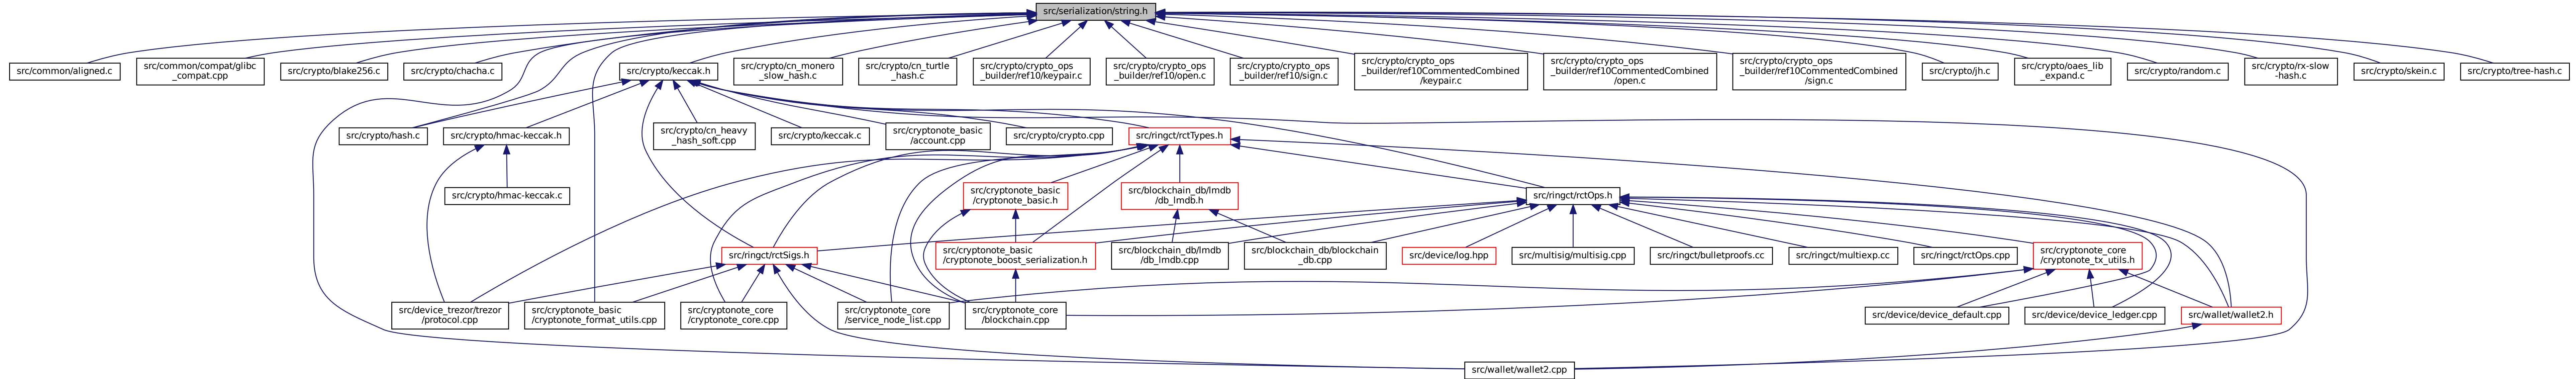 src/serialization/string.h
src/common/aligned.c
src/common/compat/glibc
_compat.cpp
src/crypto/blake256.c
src/crypto/chacha.c
src/crypto/keccak.h
src/crypto/cn_monero
_slow_hash.c
src/crypto/cn_turtle
_hash.c
src/crypto/crypto_ops
_builder/ref10/keypair.c
src/crypto/crypto_ops
_builder/ref10/open.c
src/crypto/crypto_ops
_builder/ref10/sign.c
src/crypto/crypto_ops
_builder/ref10CommentedCombined
/keypair.c
src/crypto/crypto_ops
_builder/ref10CommentedCombined
/open.c
src/crypto/crypto_ops
_builder/ref10CommentedCombined
/sign.c
src/crypto/jh.c
src/crypto/oaes_lib
_expand.c
src/crypto/random.c
src/crypto/rx-slow
-hash.c
src/crypto/skein.c
src/crypto/tree-hash.c
src/crypto/hash.c
src/crypto/hmac-keccak.h
src/crypto/cn_heavy
_hash_soft.cpp
src/crypto/keccak.c
src/cryptonote_basic
/account.cpp
src/crypto/crypto.cpp
src/ringct/rctTypes.h
src/crypto/hmac-keccak.c
src/cryptonote_basic
/cryptonote_basic.h
src/blockchain_db/lmdb
/db_lmdb.h
src/ringct/rctOps.h
src/ringct/rctSigs.h
src/cryptonote_basic
/cryptonote_boost_serialization.h
src/blockchain_db/lmdb
/db_lmdb.cpp
src/blockchain_db/blockchain
_db.cpp
src/device/log.hpp
src/multisig/multisig.cpp
src/ringct/bulletproofs.cc
src/ringct/multiexp.cc
src/ringct/rctOps.cpp
src/cryptonote_core
/cryptonote_tx_utils.h
src/device_trezor/trezor
/protocol.cpp
src/cryptonote_basic
/cryptonote_format_utils.cpp
src/cryptonote_core
/cryptonote_core.cpp
src/cryptonote_core
/service_node_list.cpp
src/cryptonote_core
/blockchain.cpp
src/device/device_default.cpp
src/device/device_ledger.cpp
src/wallet/wallet2.h
src/wallet/wallet2.cpp